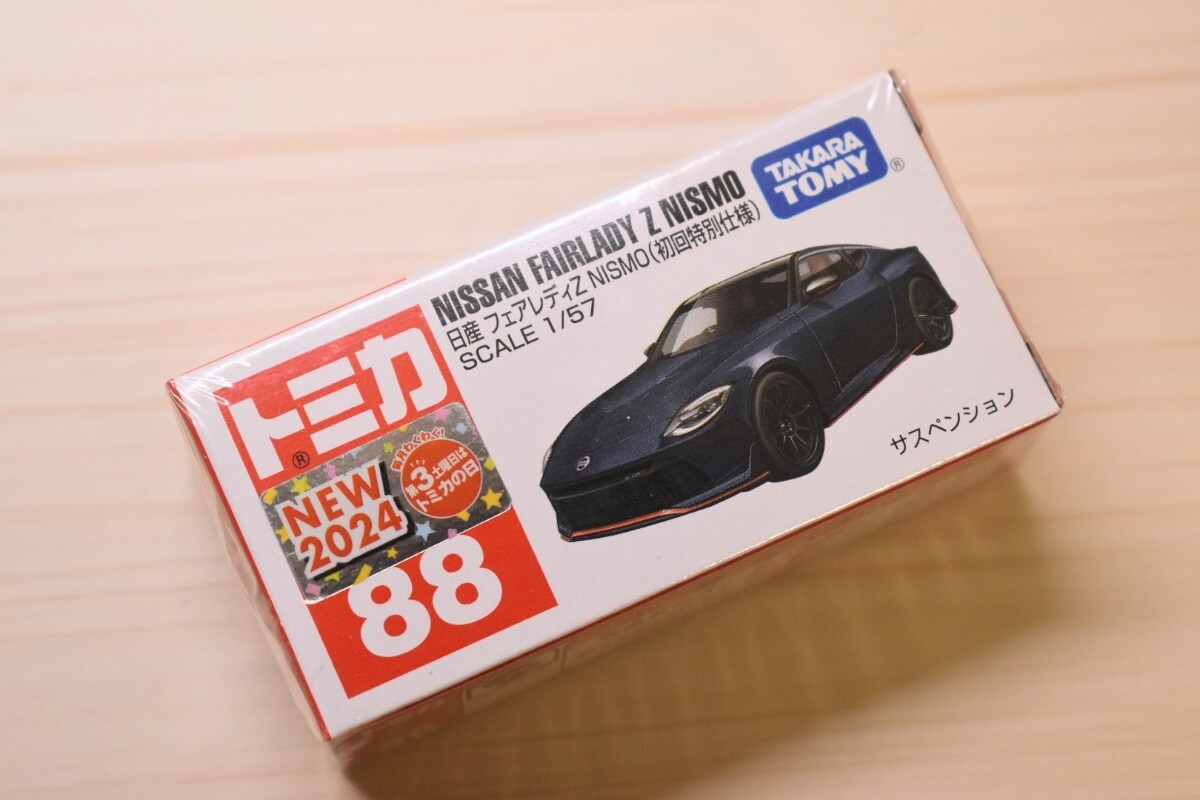 NISSAN FAIRLADY Z NISMO
日産 フェアレディZ NISMO(初回特別仕様)
SCALE 1/57
TAKARA
TOMY
®
トミカ
®
NEW
2024
毎月わくわく!
第3土曜日は
トミカの日
88
サスペンション